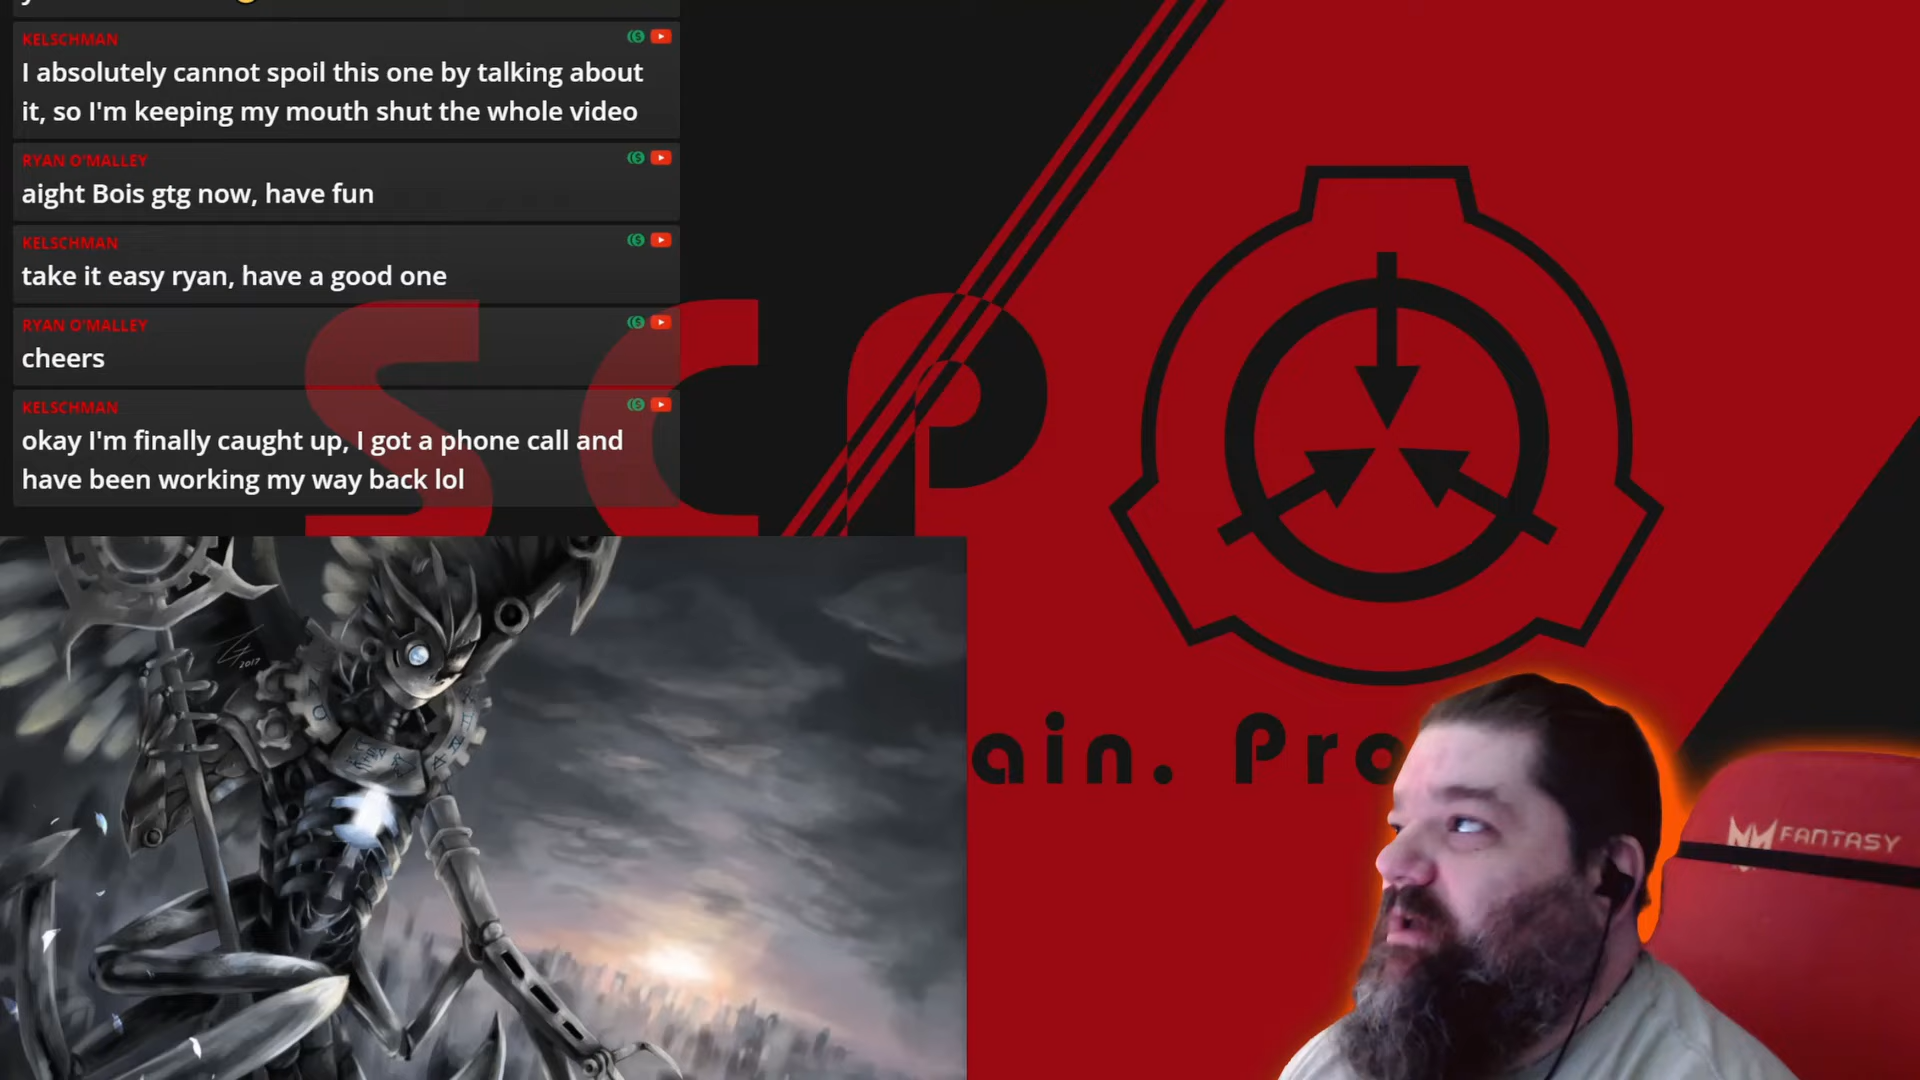 KELSCHMAN
I absolutely cannot spoil this one by talking about
it, so I'm keeping my mouth shut the whole video
RYAN O'MALLEY
aight Bois gtg now, have fun
KELSCHMAN
take it easy ryan, have a good one
RYAN O'MALLEY
cheers
KELSCHMAN
okay I'm finally caught up, I got a phone call and
have been working my way back lol
SCP
ain. Pro
2017
FANTASY